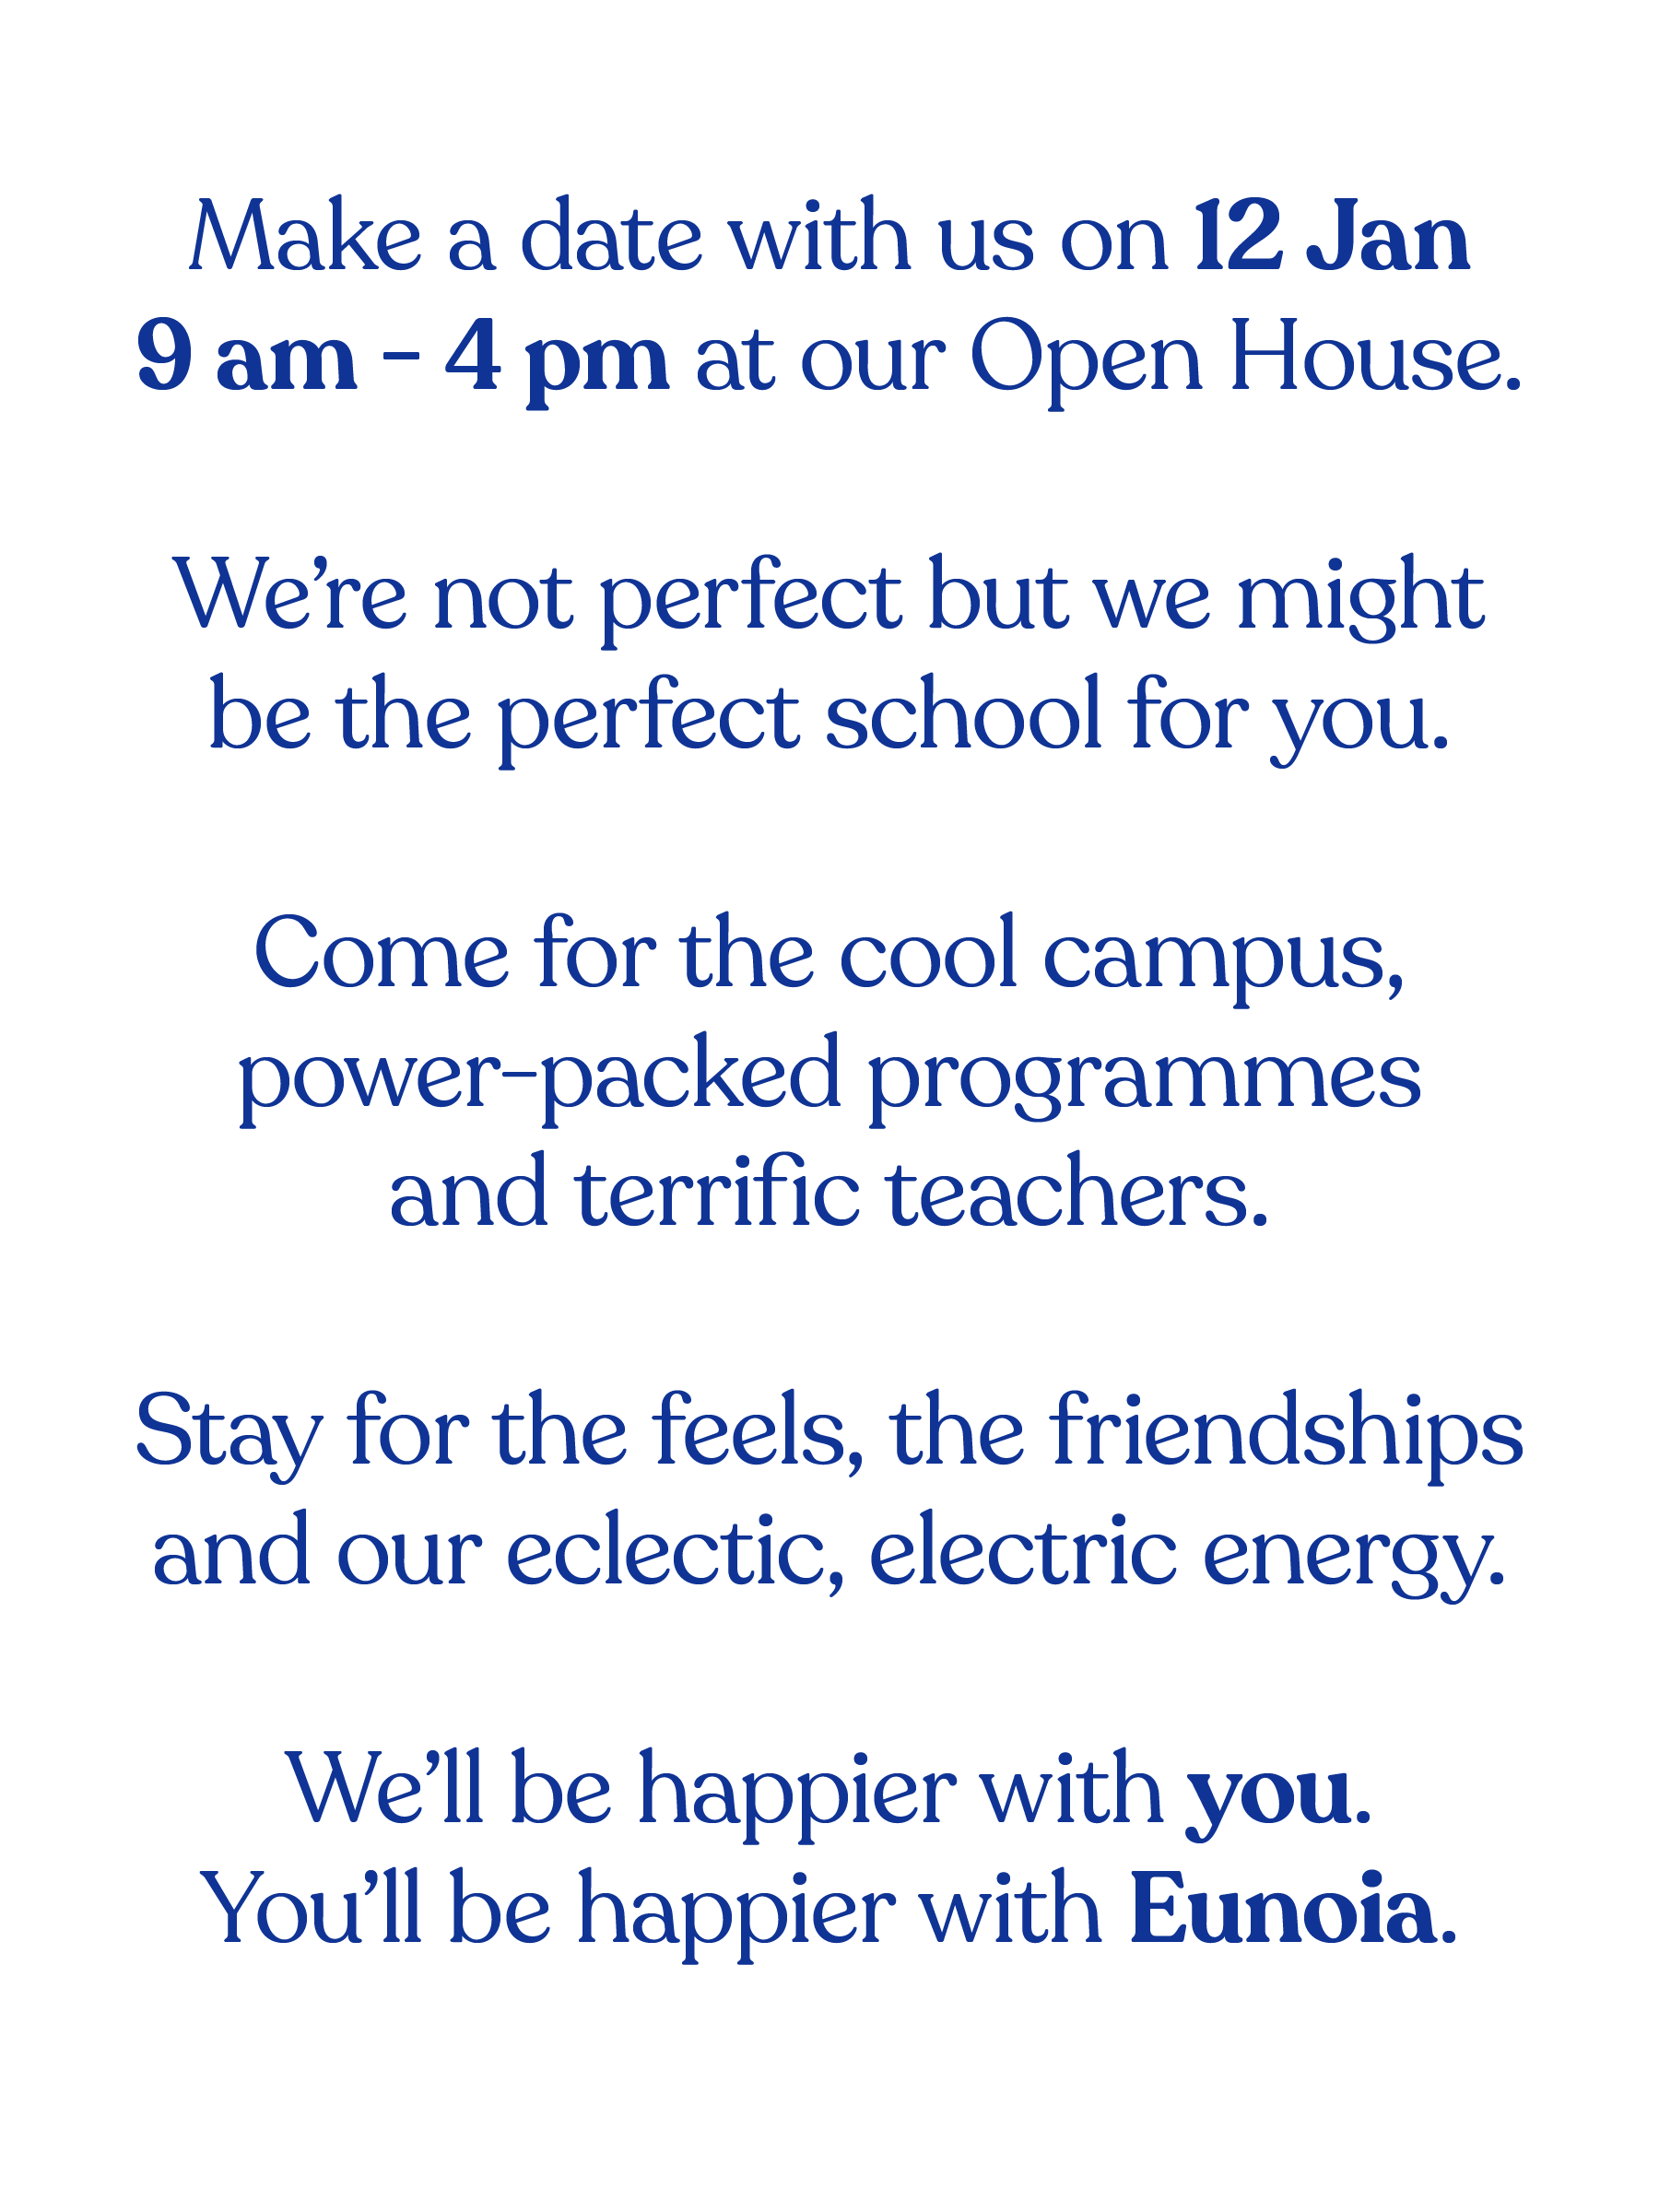 Make a date with us on 12 Jan
9 am – 4 pm at our Open House.
We’re not perfect but we might
be the perfect school for you.
Come for the cool campus,
power-packed programmes
and terrific teachers.
Stay for the feels, the friendships
and our eclectic, electric energy.
We’ll be happier with you.
You’ll be happier with Eunoia.